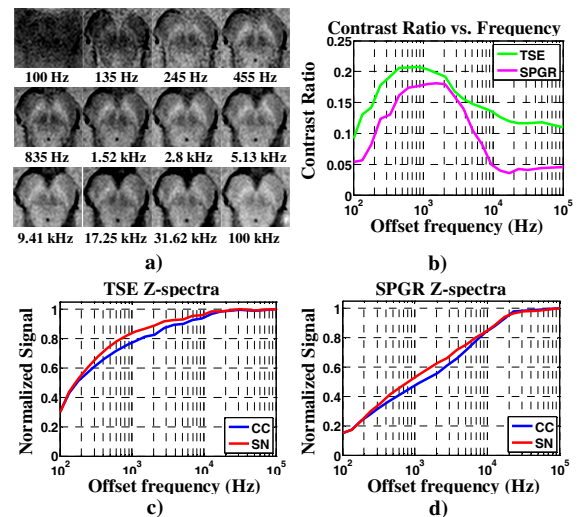 100 Hz 135 Hz 245 Hz 455 Hz
835 Hz 1.52 kHz 2.8 kHz 5.13 kHz
9.41 kHz 17.25 kHz 31.62 kHz 100 kHz
a)
Contrast Ratio vs. Frequency
Contrast Ratio
0.25
0.2
0.15
0.1
0.05
0
TSE
SPGR
10^2 10^3 10^4 10^5
Offset frequency (Hz)
b)
TSE Z-spectra
Normalized Signal
1
0.8
0.6
0.4
0.2
0
CC
SN
10^2 10^3 10^4 10^5
Offset frequency (Hz)
c)
SPGR Z-spectra
Normalized Signal
1
0.8
0.6
0.4
0.2
0
CC
SN
10^2 10^3 10^4 10^5
Offset frequency (Hz)
d)